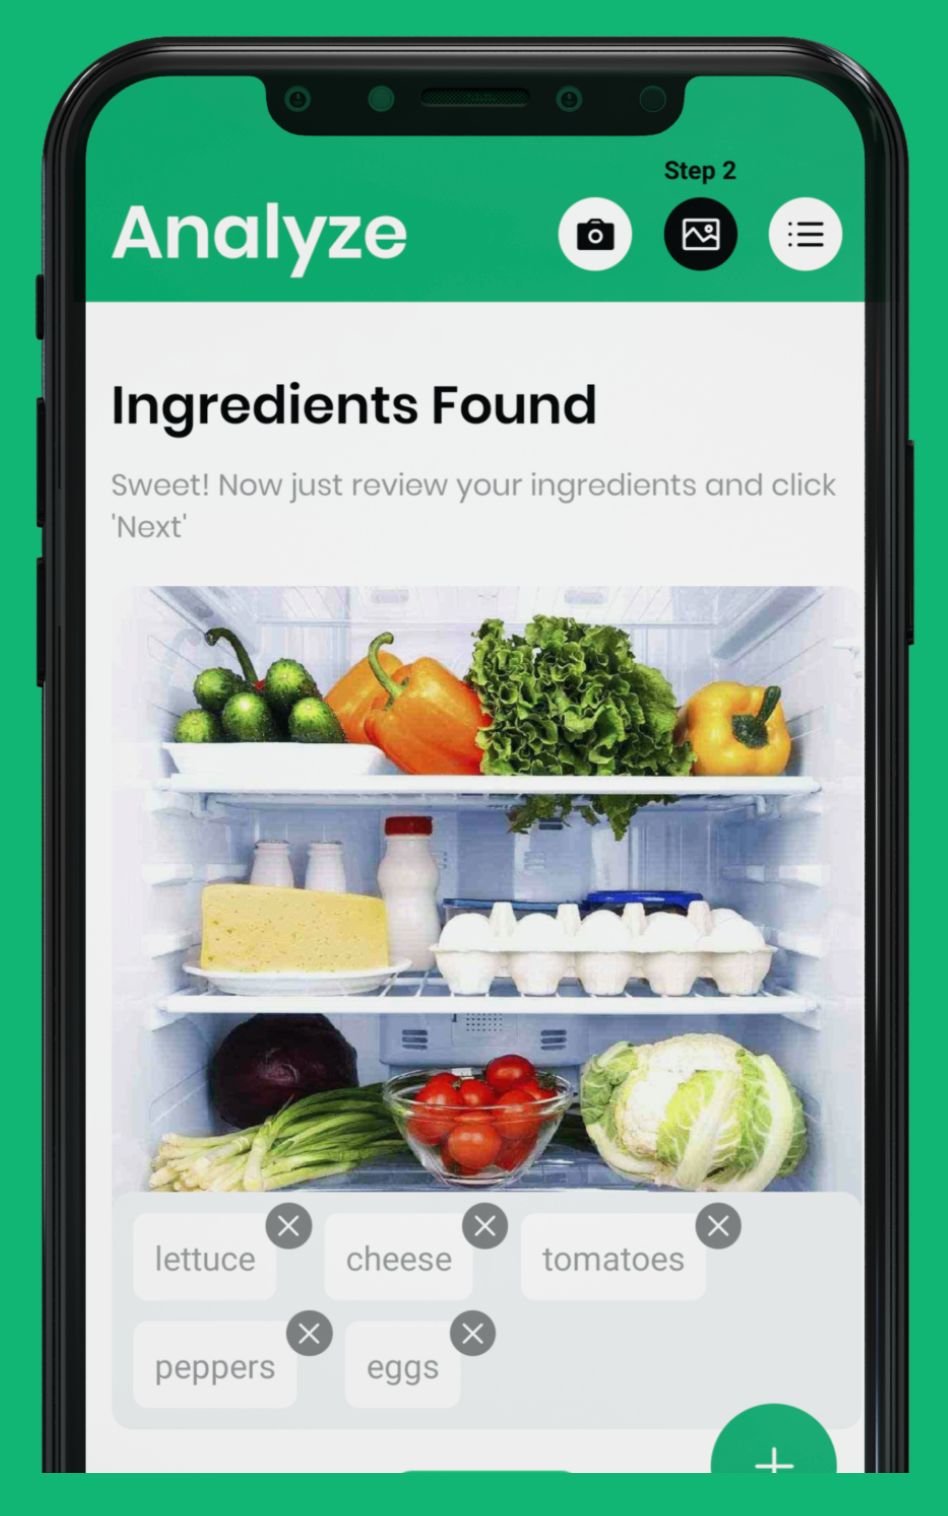 Step 2
Analyze
Ingredients Found
Sweet! Now just review your ingredients and click
'Next'
lettuce
cheese
tomatoes
peppers
eggs